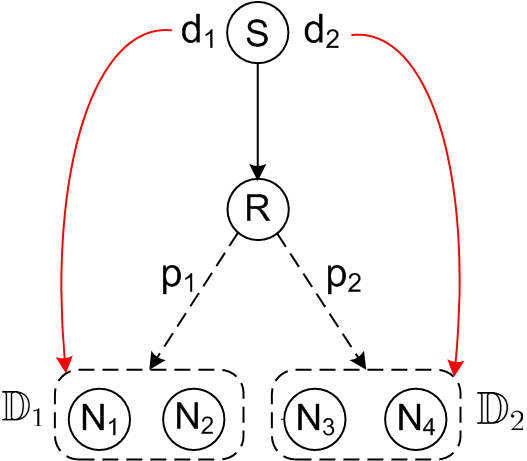 d₁ S d₂
R
p₁ p₂
𝔻₁ N₁ N₂ N₃ N₄ 𝔻₂